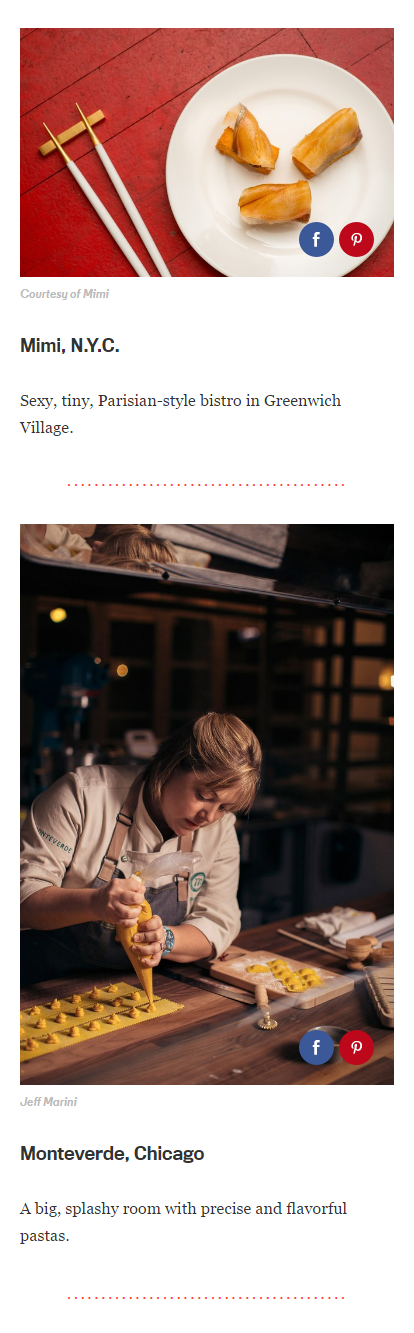 Courtesy of Mimi
Mimi, N.Y.C.
Sexy, tiny, Parisian-style bistro in Greenwich
Village.
MONTEVERDE
Jeff Marini
Monteverde, Chicago
A big, splashy room with precise and flavorful
pastas.